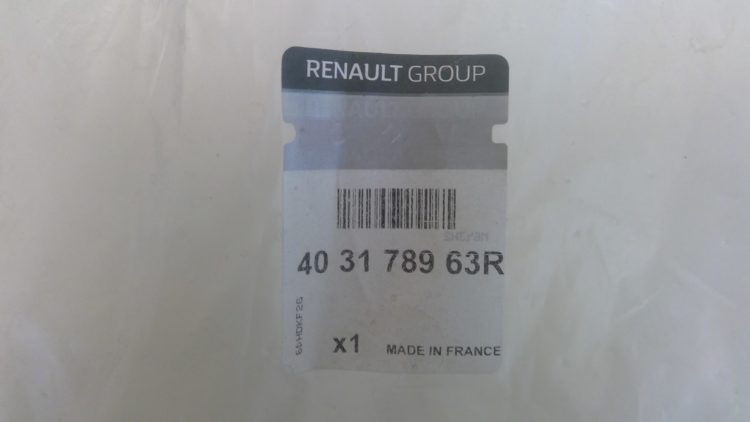 RENAULT GROUP
40 31 789 63R
x1 MADE IN FRANCE